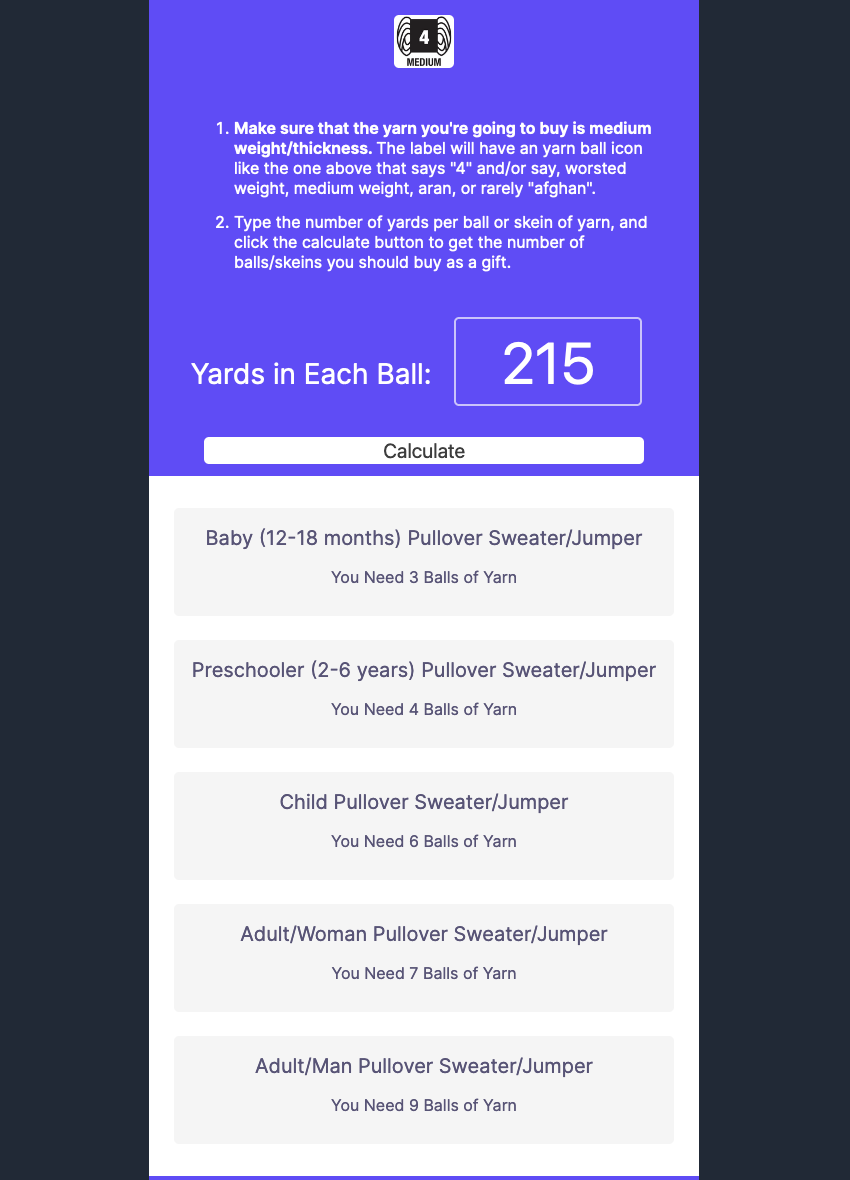 4
MEDIUM
1. Make sure that the yarn you're going to buy is medium
weight/thickness. The label will have an yarn ball icon
like the one above that says "4" and/or say, worsted
weight, medium weight, aran, or rarely "afghan".
2. Type the number of yards per ball or skein of yarn, and
click the calculate button to get the number of
balls/skeins you should buy as a gift.
Yards in Each Ball: 215
Calculate
Baby (12-18 months) Pullover Sweater/Jumper
You Need 3 Balls of Yarn
Preschooler (2-6 years) Pullover Sweater/Jumper
You Need 4 Balls of Yarn
Child Pullover Sweater/Jumper
You Need 6 Balls of Yarn
Adult/Woman Pullover Sweater/Jumper
You Need 7 Balls of Yarn
Adult/Man Pullover Sweater/Jumper
You Need 9 Balls of Yarn